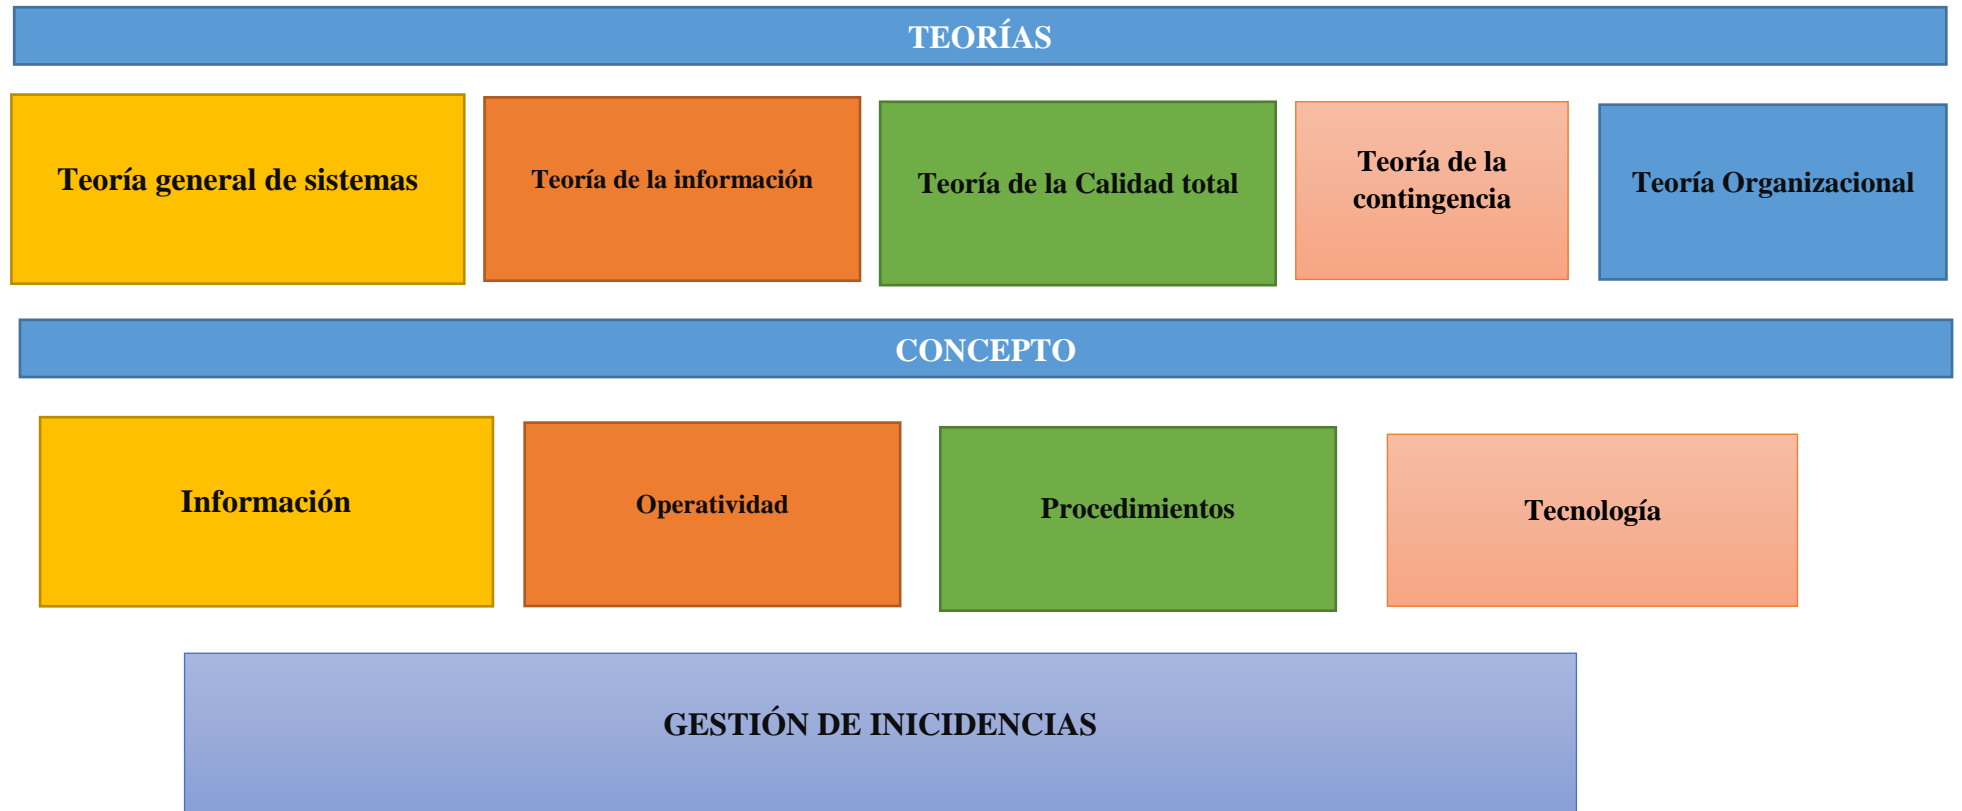 TEORÍAS
Teoría general de sistemas
Teoría de la información
Teoría de la Calidad total
Teoría de la
contingencia
Teoría Organizacional
CONCEPTO
Información
Operatividad
Procedimientos
Tecnología
GESTIÓN DE INICIDENCIAS